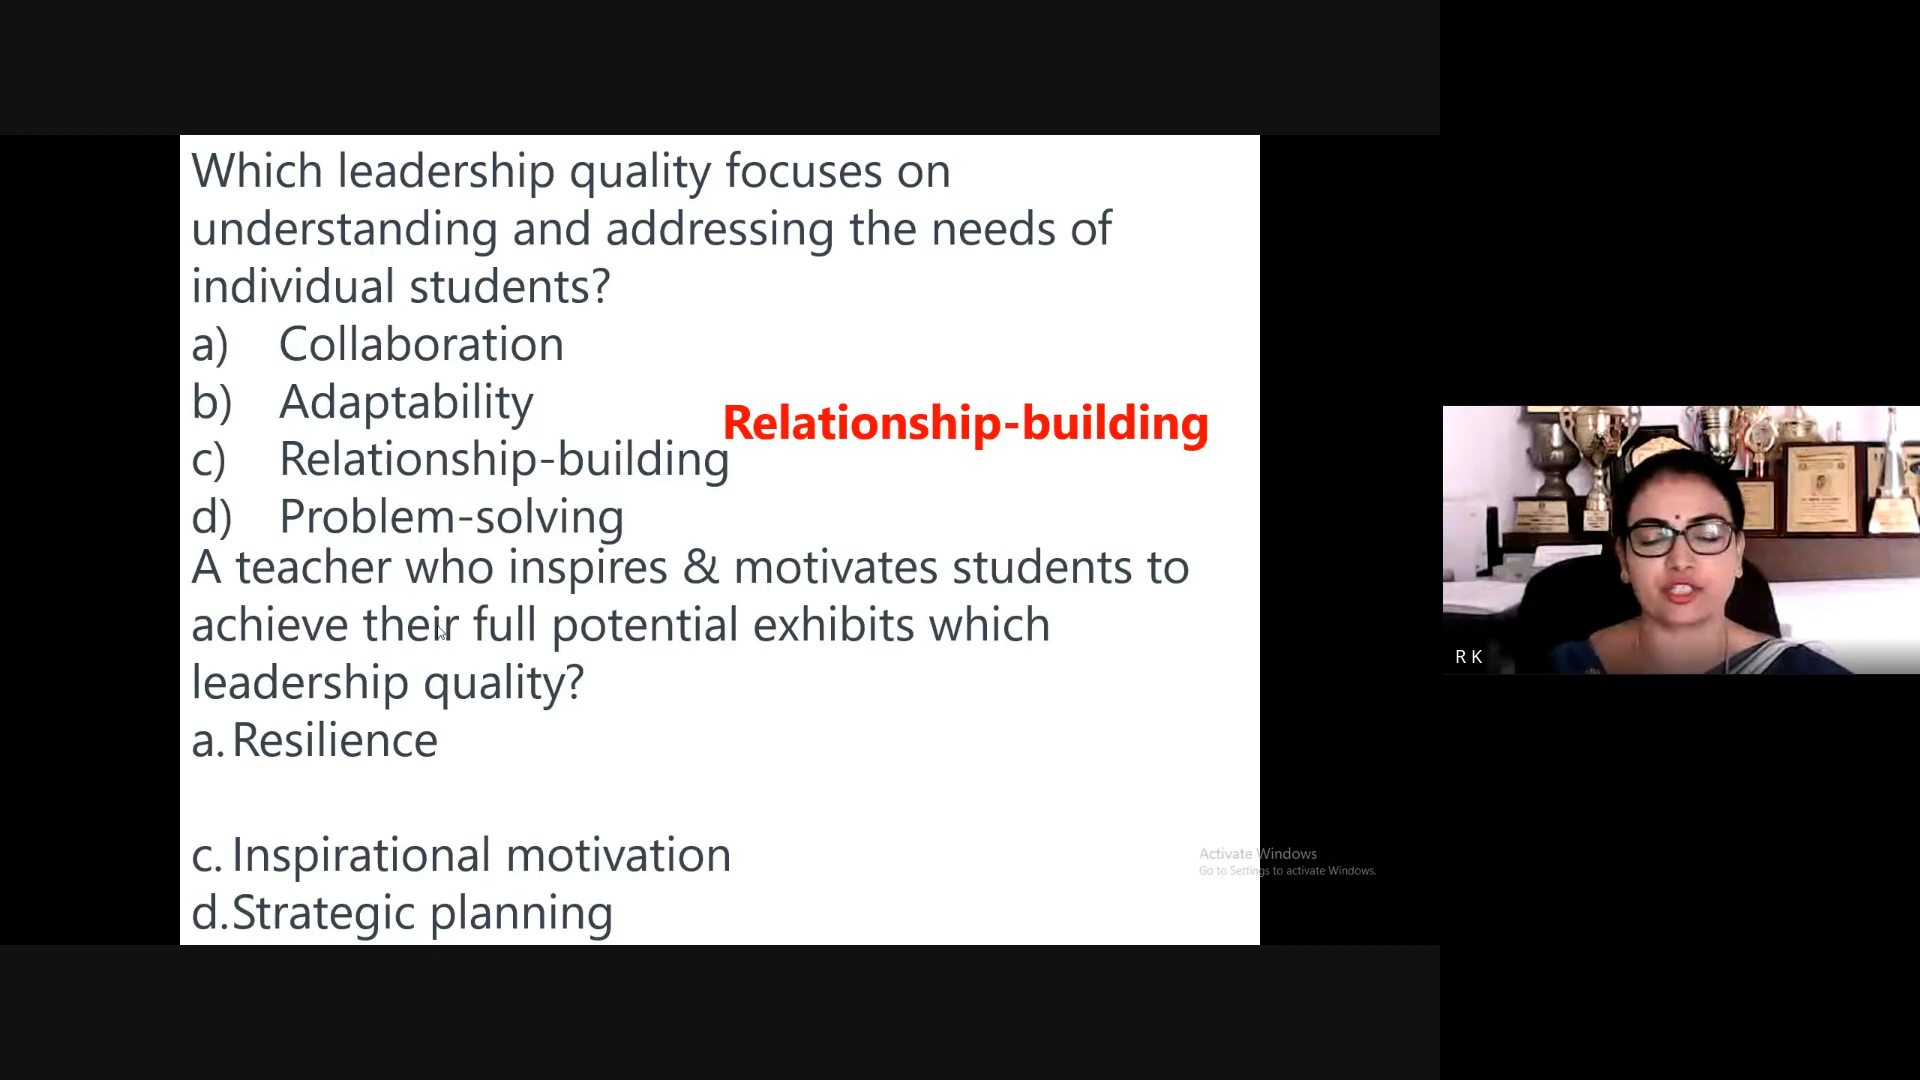 Which leadership quality focuses on
understanding and addressing the needs of
individual students?
a) Collaboration
b) Adaptability
Relationship-building
c) Relationship-building
d) Problem-solving
A teacher who inspires & motivates students to
achieve their full potential exhibits which
leadership quality?
a. Resilience
c. Inspirational motivation
d. Strategic planning
Activate Windows
Go to Settings to activate Windows.
R K